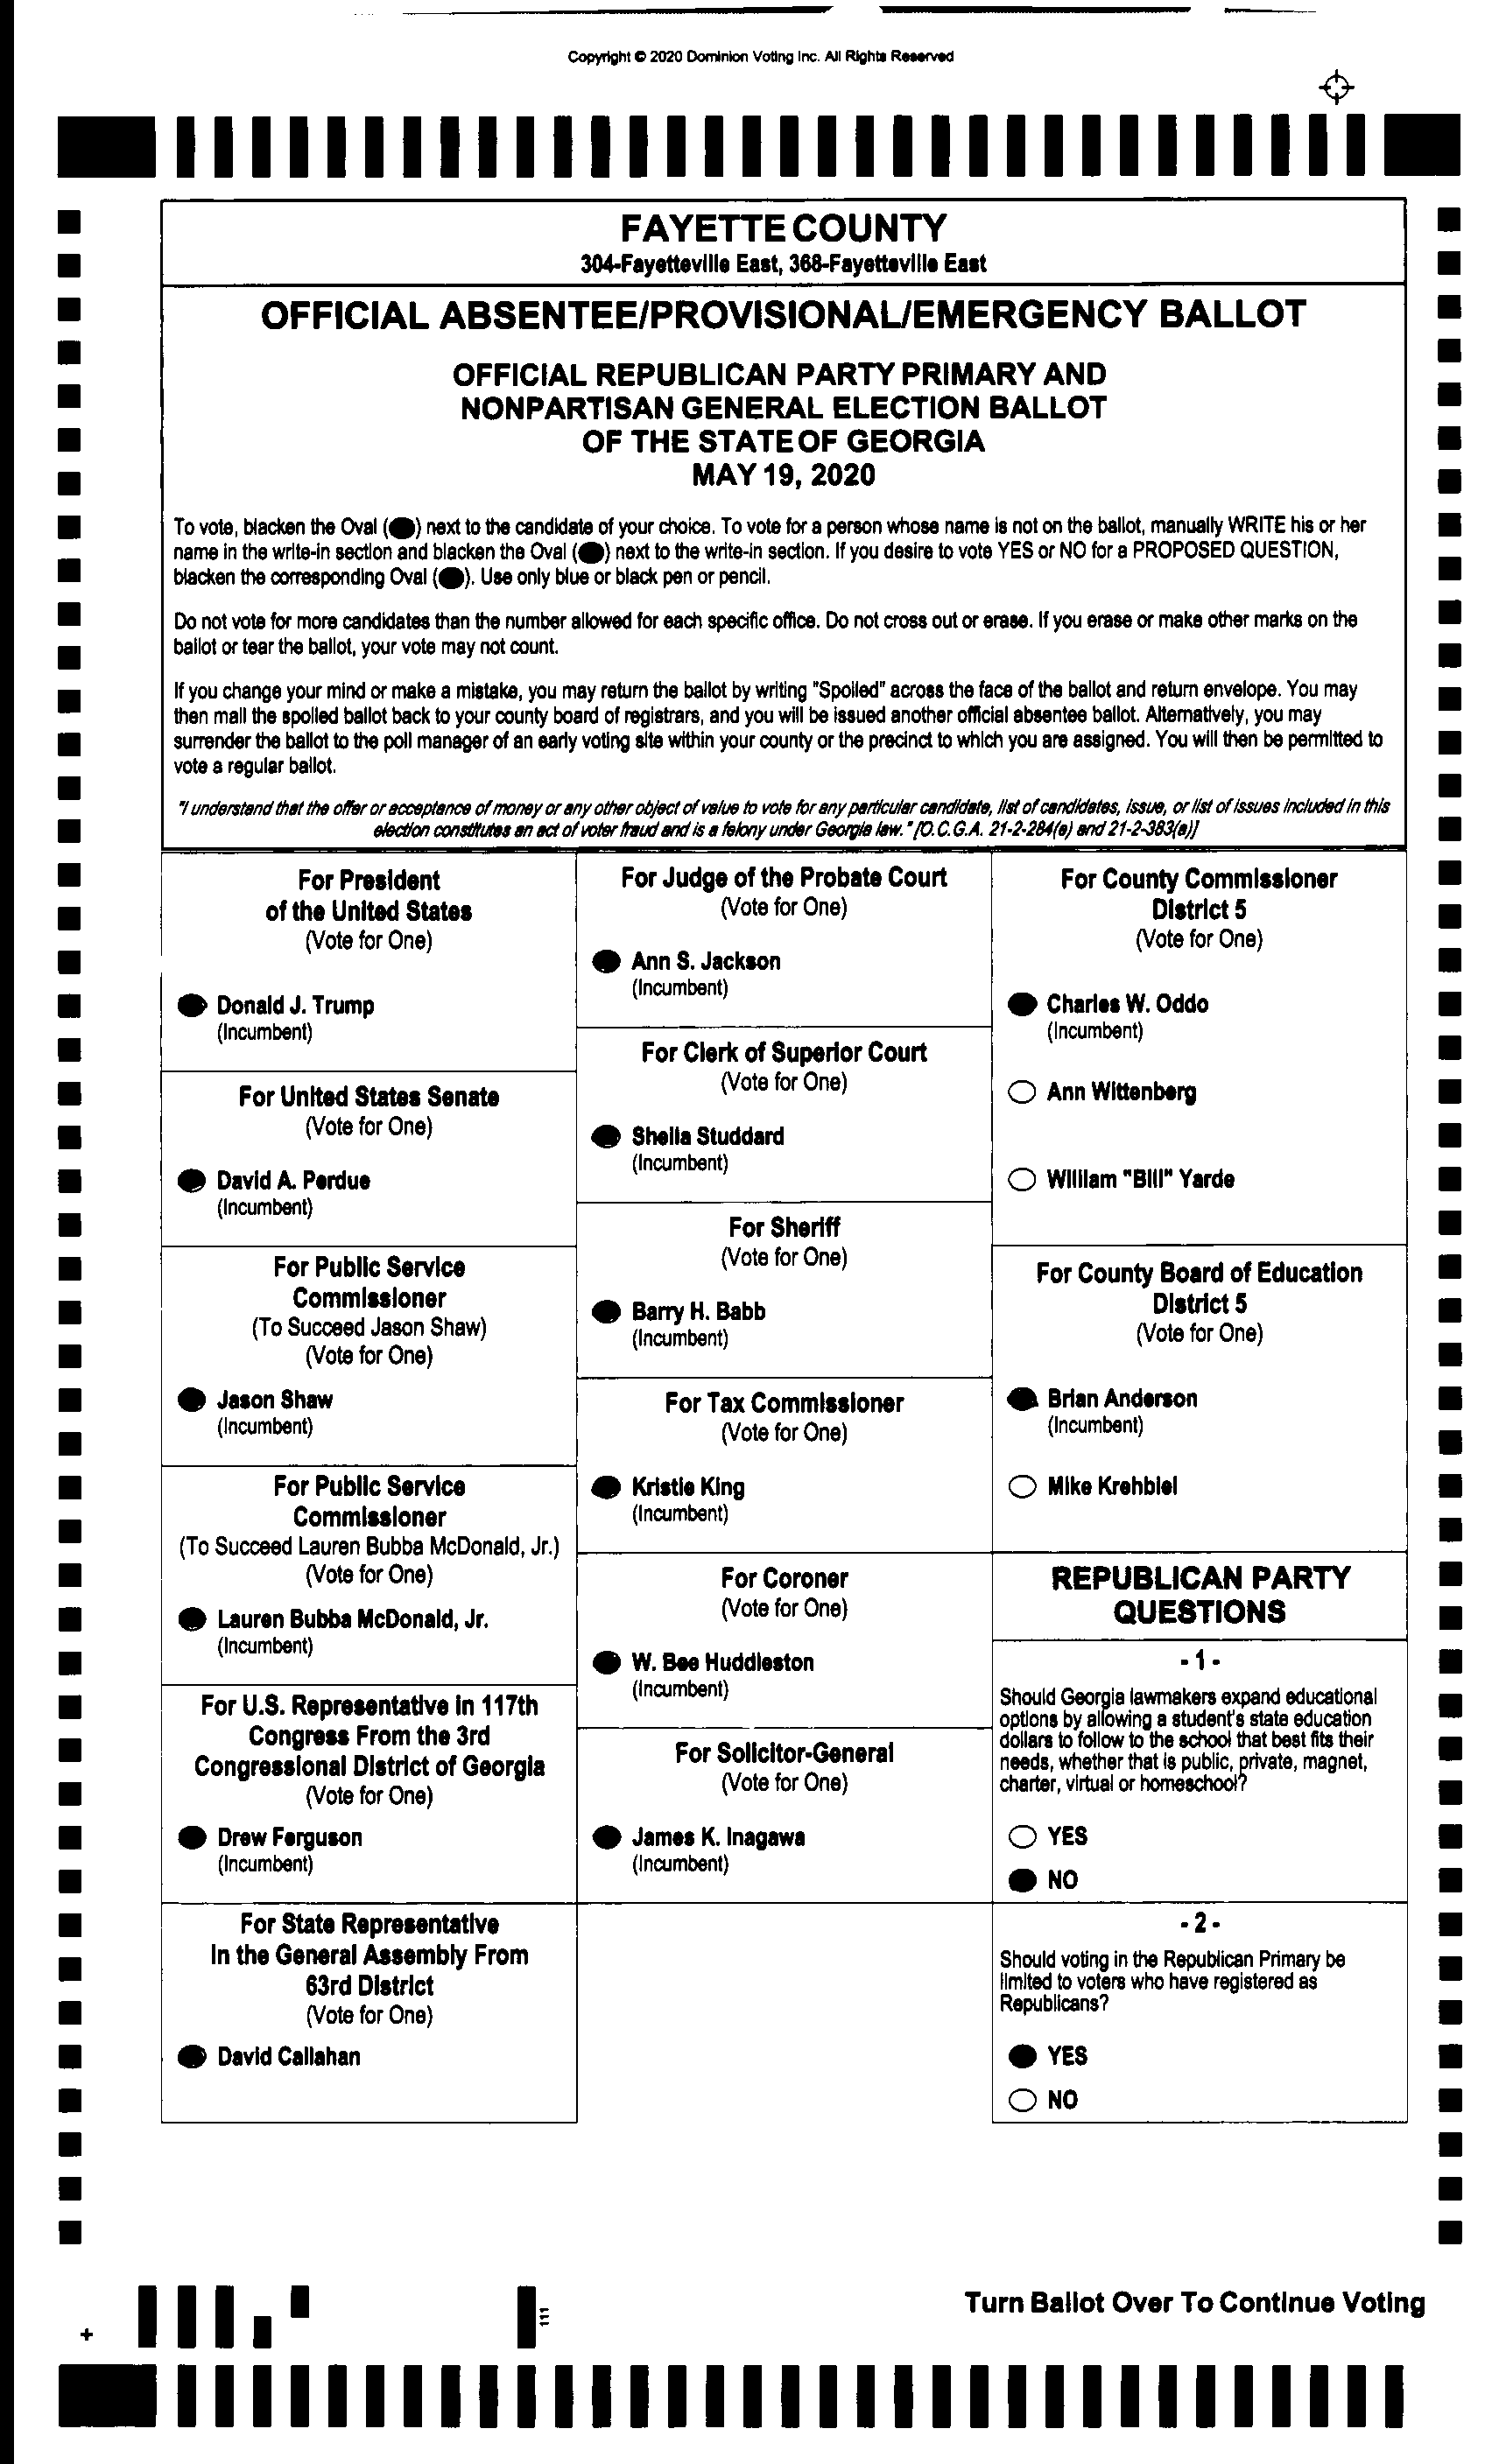 Copyright © 2020 Dominion Voting Inc. All Rights Reserved
FAYETTE COUNTY
304-Fayetteville East, 368-Fayetteville East
OFFICIAL ABSENTEE/PROVISIONAL/EMERGENCY BALLOT
OFFICIAL REPUBLICAN PARTY PRIMARY AND
NONPARTISAN GENERAL ELECTION BALLOT
OF THE STATE OF GEORGIA
MAY 19, 2020
To vote, blacken the Oval ( ) next to the candidate of your choice. To vote for a person whose name is not on the ballot, manually WRITE his or her
name in the write-in section and blacken the Oval ( ) next to the write-in section. If you desire to vote YES or NO for a PROPOSED QUESTION,
blacken the corresponding Oval ( ). Use only blue or black pen or pencil.
Do not vote for more candidates than the number allowed for each specific office. Do not cross out or erase. If you erase or make other marks on the
ballot or tear the ballot, your vote may not count.
If you change your mind or make a mistake, you may return the ballot by writing "Spoiled" across the face of the ballot and return envelope. You may
then mail the spoiled ballot back to your county board of registrars, and you will be issued another official absentee ballot. Alternatively, you may
surrender the ballot to the poll manager of an early voting site within your county or the precinct to which you are assigned. You will then be permitted to
vote a regular ballot.
"I understand that the offer or acceptance of money or any other object of value to vote for any particular candidate, list of candidates, issue, or list of issues included in this
election constitutes an act of voter fraud and is a felony under Georgia law." [O.C.G.A. 21-2-284(e) and 21-2-383(a)]
For President
of the United States
(Vote for One)
Donald J. Trump
(Incumbent)
For United States Senate
(Vote for One)
David A. Perdue
(Incumbent)
For Public Service
Commissioner
(To Succeed Jason Shaw)
(Vote for One)
Jason Shaw
(Incumbent)
For Public Service
Commissioner
(To Succeed Lauren Bubba McDonald, Jr.)
(Vote for One)
Lauren Bubba McDonald, Jr.
(Incumbent)
For U.S. Representative in 117th
Congress From the 3rd
Congressional District of Georgia
(Vote for One)
Drew Ferguson
(Incumbent)
For State Representative
In the General Assembly From
63rd District
(Vote for One)
David Callahan
For Judge of the Probate Court
(Vote for One)
Ann S. Jackson
(Incumbent)
For Clerk of Superior Court
(Vote for One)
Sheila Studdard
(Incumbent)
For Sheriff
(Vote for One)
Barry H. Babb
(Incumbent)
For Tax Commissioner
(Vote for One)
Kristie King
(Incumbent)
For Coroner
(Vote for One)
W. Bee Huddleston
(Incumbent)
For Solicitor-General
(Vote for One)
James K. Inagawa
(Incumbent)
For County Commissioner
District 5
(Vote for One)
Charles W. Oddo
(Incumbent)
Ann Wittenberg
William "Bill" Yarde
For County Board of Education
District 5
(Vote for One)
Brian Anderson
(Incumbent)
Mike Krehbiel
REPUBLICAN PARTY
QUESTIONS
- 1 -
Should Georgia lawmakers expand educational
options by allowing a student's state education
dollars to follow to the school that best fits their
needs, whether that is public, private, magnet,
charter, virtual or homeschool?
YES
NO
- 2 -
Should voting in the Republican Primary be
limited to voters who have registered as
Republicans?
YES
NO
Turn Ballot Over To Continue Voting
+
111